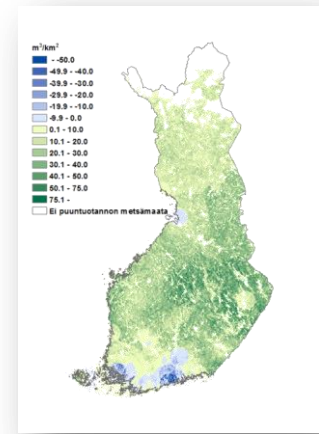 m³/km²
- -50.0
-49.9 - -40.0
-39.9 - -30.0
-29.9 - -20.0
-19.9 - -10.0
-9.9 - 0.0
0.1 - 10.0
10.1 - 20.0
20.1 - 30.0
30.1 - 40.0
40.1 - 50.0
50.1 - 75.0
75.1 -
Ei puuntuotannon metsämaata